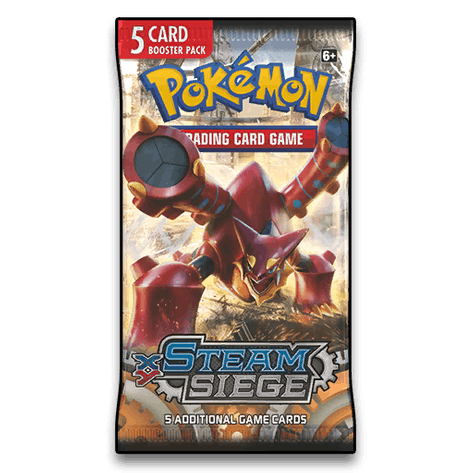 5 CARD
BOOSTER PACK
POKÉMON
6+
TRADING CARD GAME
XY
STEAM
SIEGE
5 ADDITIONAL GAME CARDS